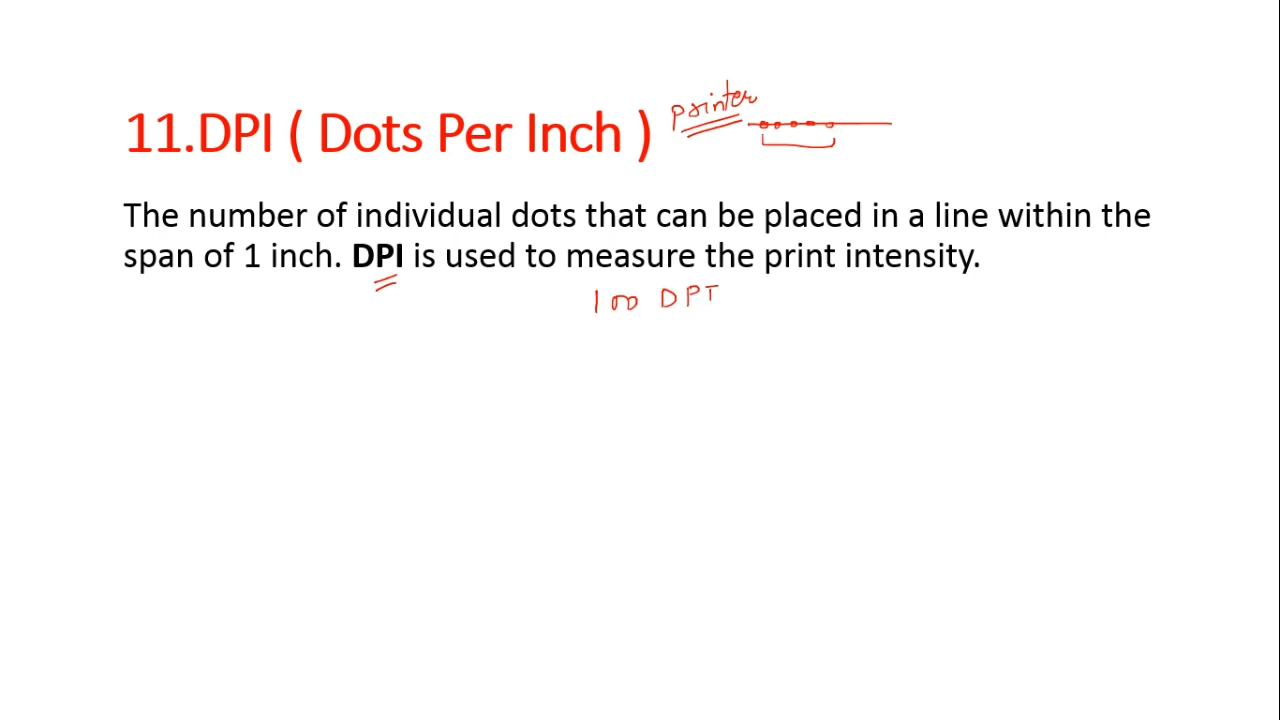 11.DPI ( Dots Per Inch ) printer
The number of individual dots that can be placed in a line within the
span of 1 inch. DPI is used to measure the print intensity.
100 DPI